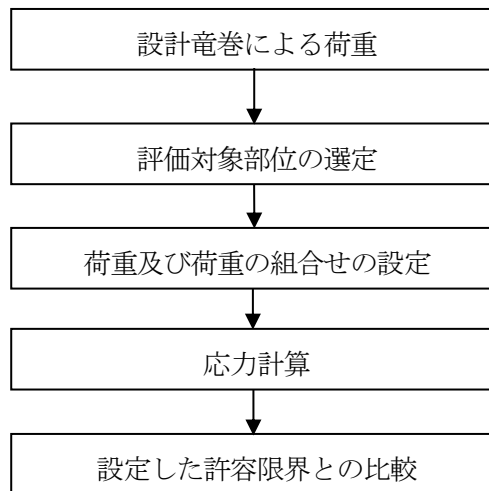 設計竜巻による荷重
評価対象部位の選定
荷重及び荷重の組合せの設定
応力計算
設定した許容限界との比較